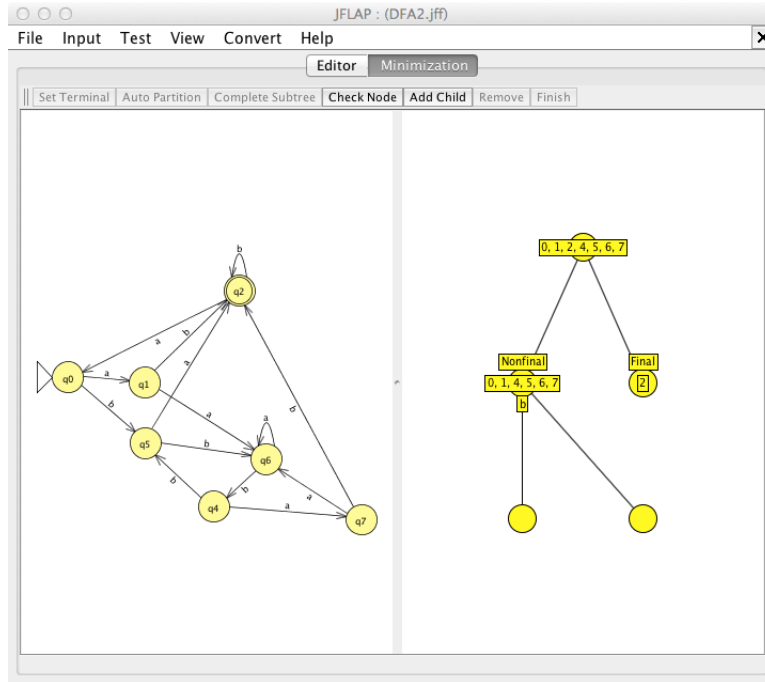 JFLAP : (DFA2.jff)
File Input Test View Convert Help
Editor Minimization
Set Terminal Auto Partition Complete Subtree Check Node Add Child Remove Finish
b
q2
a
b
a
q0
a
q1
b
a
b
q5
b
a
q6
b
b
a
q4
a
q7
0, 1, 2, 4, 5, 6, 7
Nonfinal
Final
0, 1, 4, 5, 6, 7
2
b